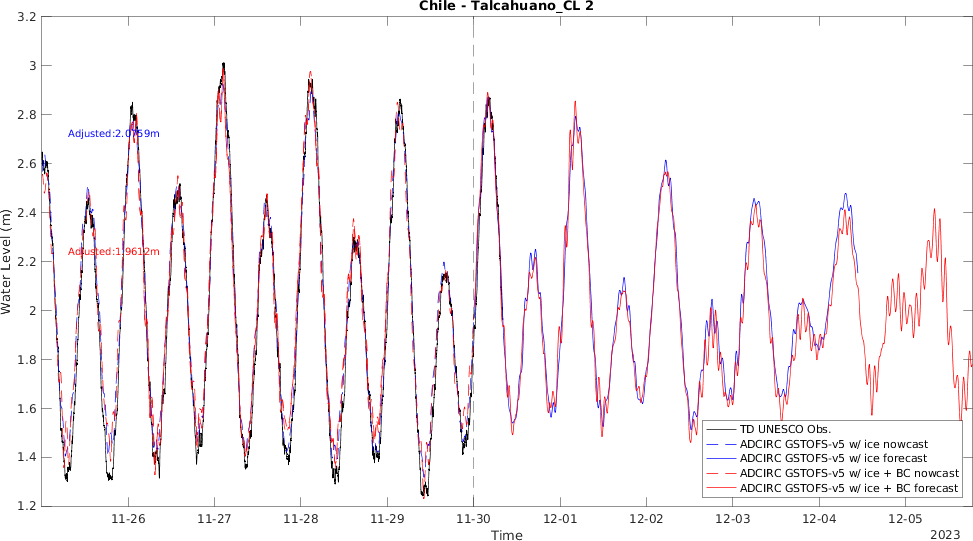 Chile - Talcahuano_CL 2
Water Level (m)
3.2
3
2.8
2.6
2.4
2.2
2
1.8
1.6
1.4
1.2
Adjusted:2.0759m
Adjusted:1.9612m
TD UNESCO Obs.
ADCIRC GSTOFS-v5 w/ ice nowcast
ADCIRC GSTOFS-v5 w/ ice forecast
ADCIRC GSTOFS-v5 w/ ice + BC nowcast
ADCIRC GSTOFS-v5 w/ ice + BC forecast
11-26
11-27
11-28
11-29
11-30
12-01
12-02
12-03
12-04
12-05
Time
2023